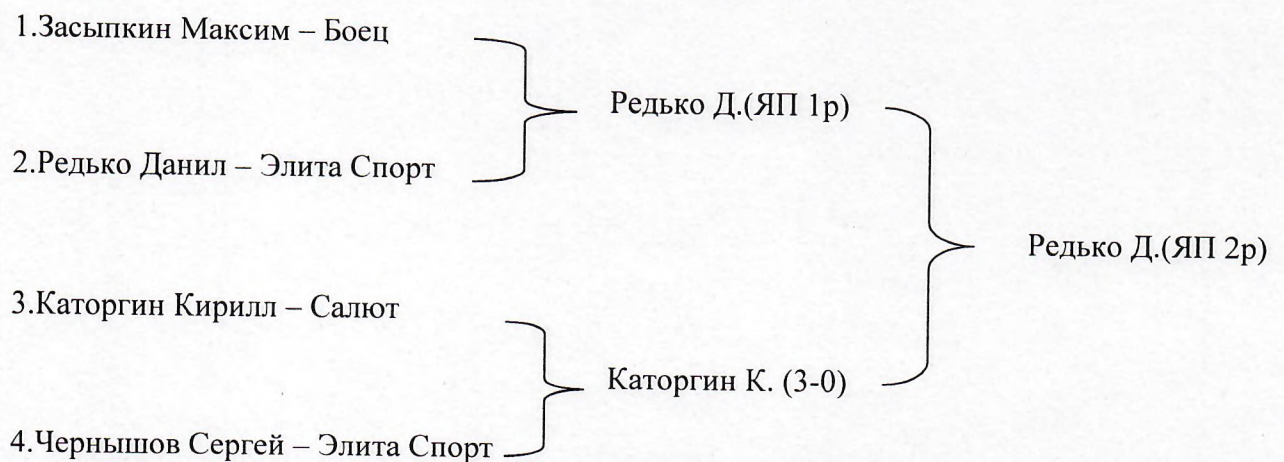 1.Засыпкин Максим – Боец
Редько Д.(ЯП 1р)
2.Редько Данил – Элита Спорт
Редько Д.(ЯП 2р)
3.Каторгин Кирилл – Салют
Каторгин К. (3-0)
4.Чернышов Сергей – Элита Спорт